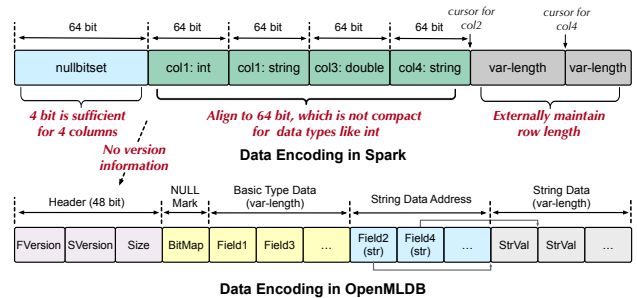 64 bit 64 bit 64 bit 64 bit 64 bit
cursor for
col2
cursor for
col4
nullbitset col1: int col1: string col3: double col4: string var-length var-length
4 bit is sufficient
for 4 columns
Align to 64 bit, which is not compact
for data types like int
Externally maintain
row length
No version
information
Data Encoding in Spark
Header (48 bit)
NULL
Mark
Basic Type Data
(var-length)
String Data Address
String Data
(var-length)
FVersion SVersion Size BitMap Field1 Field3 ... Field2
(str) Field4
(str) ... StrVal StrVal ...
Data Encoding in OpenMLDB